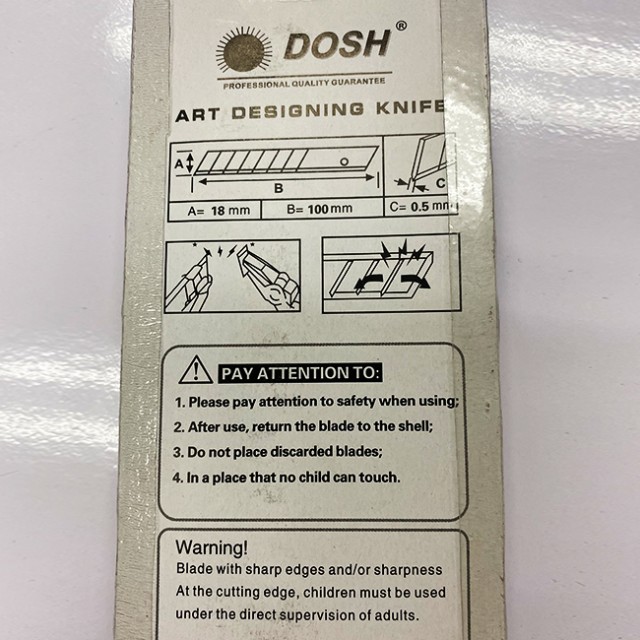 DOSH®
PROFESSIONAL QUALITY GUARANTEE
ART DESIGNING KNIFE
A
B
C
A= 18 mm
B= 100 mm
C= 0.5 mm
PAY ATTENTION TO:
1. Please pay attention to safety when using;
2. After use, return the blade to the shell;
3. Do not place discarded blades;
4. In a place that no child can touch.
Warning!
Blade with sharp edges and/or sharpness
At the cutting edge, children must be used
under the direct supervision of adults.